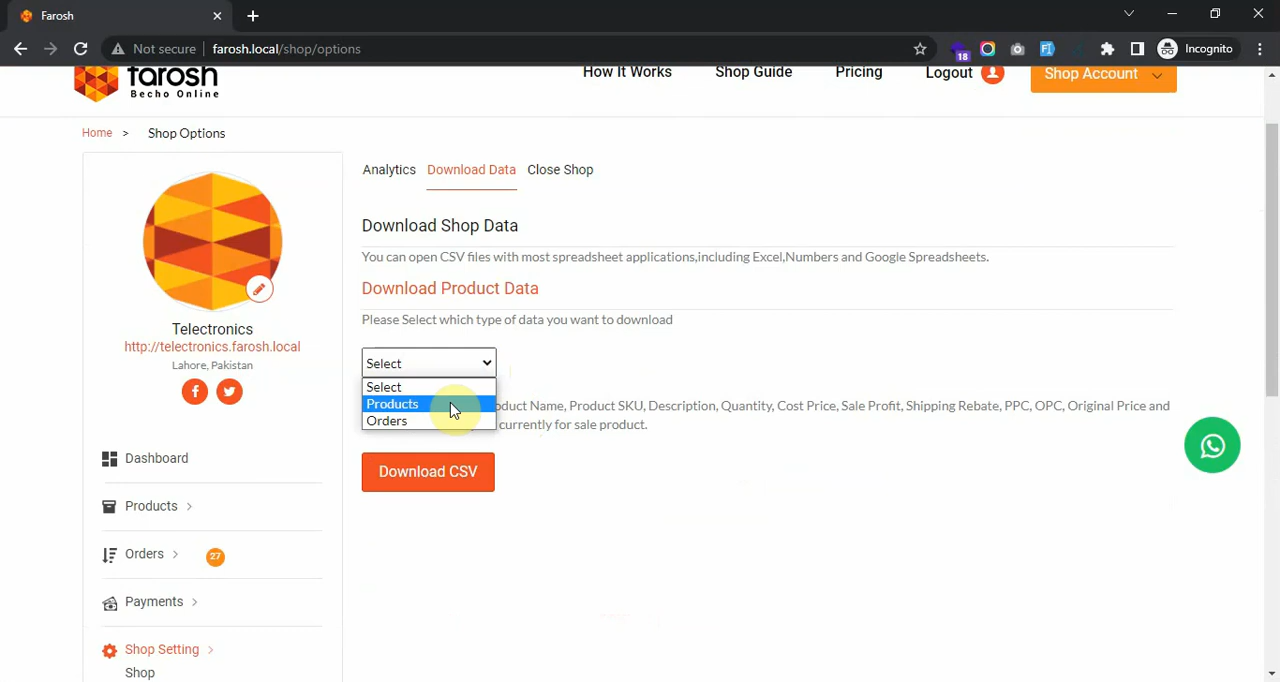 Farosh
Not secure
farosh.local/shop/options
18
Incognito
farosh
Becho Online
How It Works
Shop Guide
Pricing
Logout
Shop Account
Home > Shop Options
Analytics
Download Data
Close Shop
Download Shop Data
You can open CSV files with most spreadsheet applications,including Excel,Numbers and Google Spreadsheets.
Download Product Data
Please Select which type of data you want to download
Select
Select
Products
Orders
Name, Product SKU, Description, Quantity, Cost Price, Sale Profit, Shipping Rebate, PPC, OPC, Original Price and
currently for sale product.
Download CSV
Telectronics
http://telectronics.farosh.local
Lahore, Pakistan
Dashboard
Products >
Orders >
27
Payments >
Shop Setting >
Shop